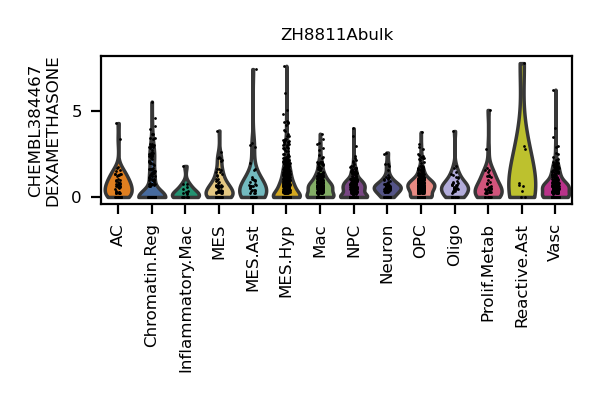 ZH8811Abulk
CHEMBL384467
DEXAMETHASONE
5
0
AC
Chromatin.Reg
Inflammatory.Mac
MES
MES.Ast
MES.Hyp
Mac
NPC
Neuron
OPC
Oligo
Prolif.Metab
Reactive.Ast
Vasc